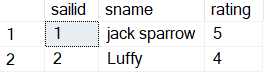 sailid sname rating
1 1 jack sparrow 5
2 2 Luffy 4